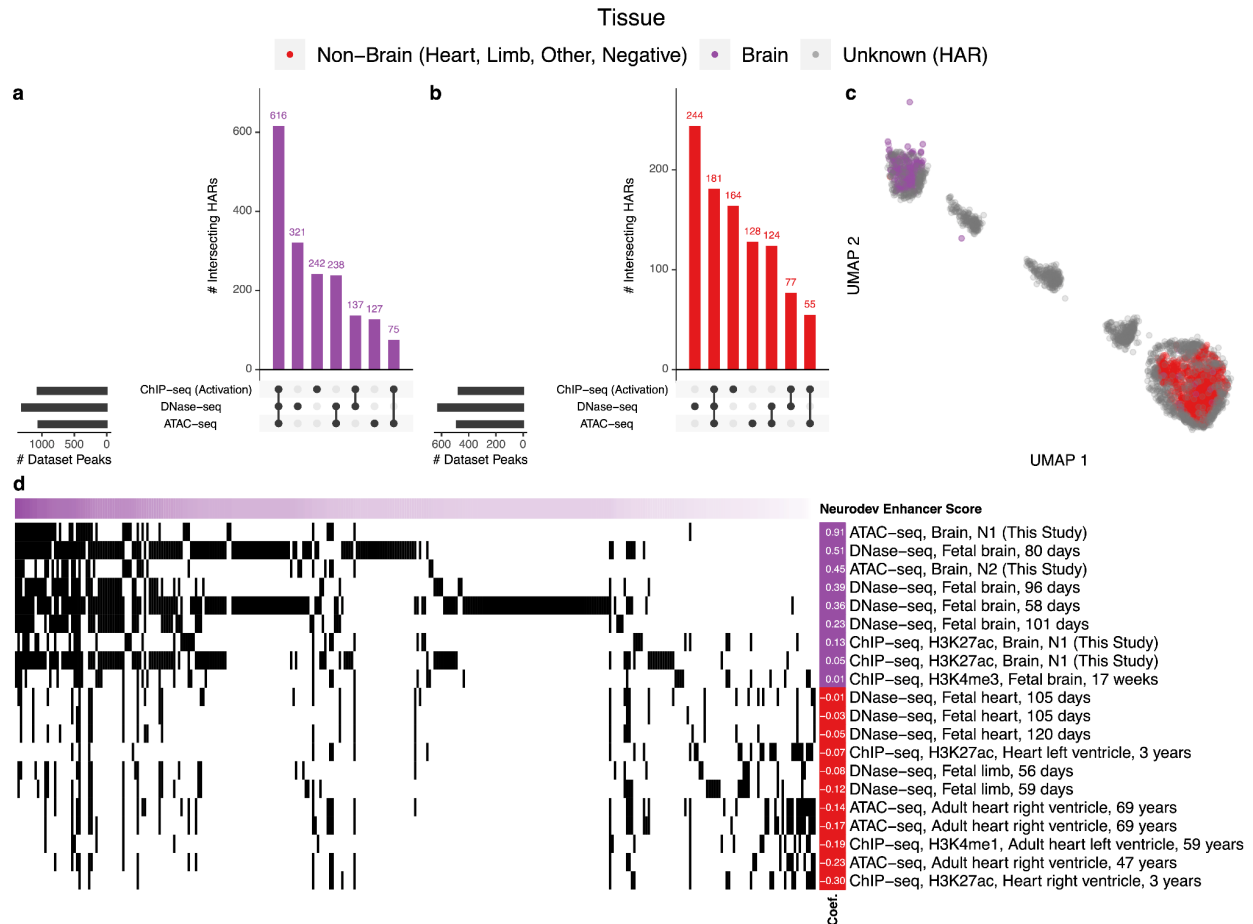 Tissue
Non−Brain (Heart, Limb, Other, Negative) Brain Unknown (HAR)
a
# Intersecting HARs
600
400
200
0
616
321
242
238
137
127
75
ChIP−seq (Activation)
DNase−seq
ATAC−seq
1000 500 0
# Dataset Peaks
b
# Intersecting HARs
200
100
0
244
181
164
128
124
77
55
ChIP−seq (Activation)
DNase−seq
ATAC−seq
600 400 200 0
# Dataset Peaks
c
UMAP 2
UMAP 1
d
Neurodev Enhancer Score
0.91 ATAC−seq, Brain, N1 (This Study)
0.51 DNase−seq, Fetal brain, 80 days
0.45 ATAC−seq, Brain, N2 (This Study)
0.39 DNase−seq, Fetal brain, 96 days
0.36 DNase−seq, Fetal brain, 58 days
0.23 DNase−seq, Fetal brain, 101 days
0.13 ChIP−seq, H3K27ac, Brain, N1 (This Study)
0.05 ChIP−seq, H3K27ac, Brain, N1 (This Study)
0.01 ChIP−seq, H3K4me3, Fetal brain, 17 weeks
−0.01 DNase−seq, Fetal heart, 105 days
−0.03 DNase−seq, Fetal heart, 105 days
−0.05 DNase−seq, Fetal heart, 120 days
−0.07 ChIP−seq, H3K27ac, Heart left ventricle, 3 years
−0.08 DNase−seq, Fetal limb, 56 days
−0.12 DNase−seq, Fetal limb, 59 days
−0.14 ATAC−seq, Adult heart right ventricle, 69 years
−0.17 ATAC−seq, Adult heart right ventricle, 69 years
−0.19 ChIP−seq, H3K4me1, Adult heart left ventricle, 59 years
−0.23 ATAC−seq, Adult heart right ventricle, 47 years
−0.30 ChIP−seq, H3K27ac, Heart right ventricle, 3 years
Coef.